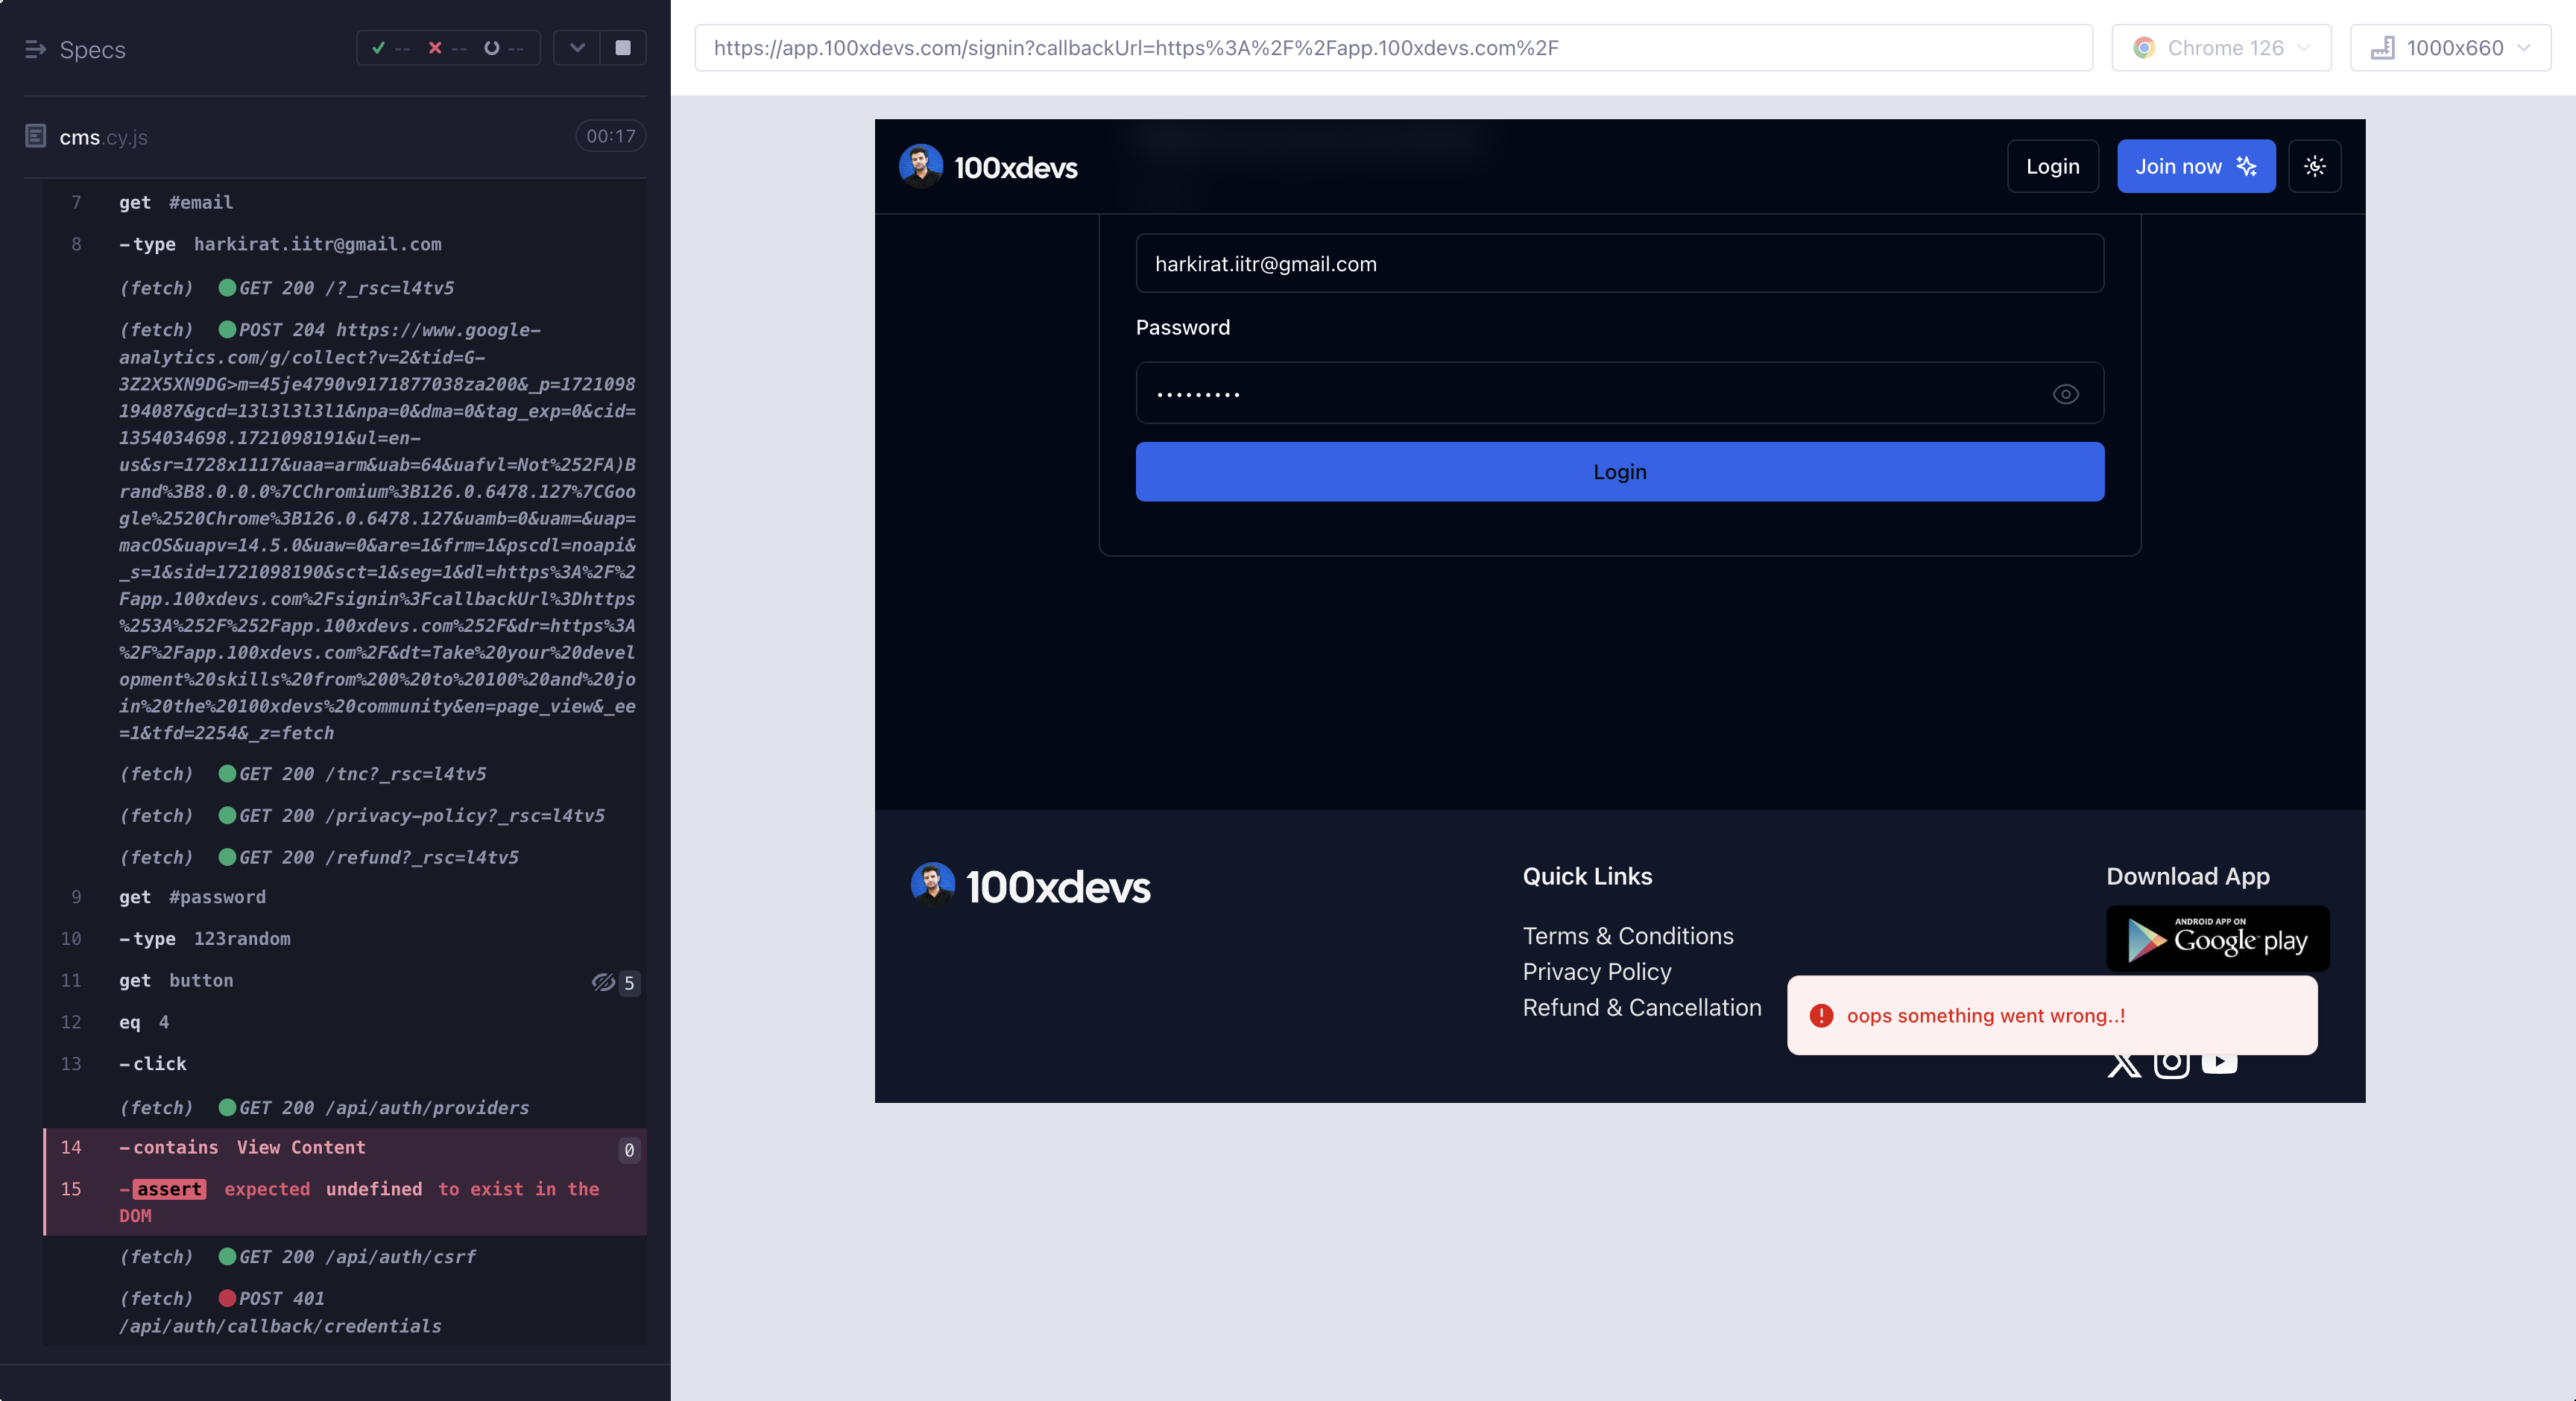 Specs
-- -- --
cms.cy.js
00:17
7 get #email
8 -type harkirat.iitr@gmail.com
(fetch) GET 200 /?_rsc=l4tv5
(fetch) POST 204 https://www.google-
analytics.com/g/collect?v=2&tid=G-
3Z2X5XN9DG>m=45je4790v9171877038za200&_p=1721098
194087&gcd=13l3l3l3l1&npa=0&dma=0&tag_exp=0&cid=
1354034698.1721098191&ul=en-
us&sr=1728x1117&uaa=arm&uab=64&uafvl=Not%252FA)B
rand%3B8.0.0.0%7CChromium%3B126.0.6478.127%7CGoo
gle%2520Chrome%3B126.0.6478.127&uamb=0&uam=&uap=
macOS&uapv=14.5.0&uaw=0&are=1&frm=1&pscdl=noapi&
_s=1&sid=1721098190&sct=1&seg=1&dl=https%3A%2F%2
Fapp.100xdevs.com%2Fsignin%3FcallbackUrl%3Dhttps
%253A%252F%252Fapp.100xdevs.com%252F&dr=https%3A
%2F%2Fapp.100xdevs.com%2F&dt=Take%20your%20devel
opment%20skills%20from%200%20to%20100%20and%20jo
in%20the%20100xdevs%20community&en=page_view&_ee
=1&tfd=2254&_z=fetch
(fetch) GET 200 /tnc?_rsc=l4tv5
(fetch) GET 200 /privacy-policy?_rsc=l4tv5
(fetch) GET 200 /refund?_rsc=l4tv5
9 get #password
10 -type 123random
11 get button 5
12 eq 4
13 -click
(fetch) GET 200 /api/auth/providers
14 -contains View Content 0
15 -assert expected undefined to exist in the
DOM
(fetch) GET 200 /api/auth/csrf
(fetch) POST 401
/api/auth/callback/credentials
https://app.100xdevs.com/signin?callbackUrl=https%3A%2F%2Fapp.100xdevs.com%2F
Chrome 126
1000x660
100xdevs
Login
Join now
harkirat.iitr@gmail.com
Password
•••••••••
Login
100xdevs
Quick Links
Terms & Conditions
Privacy Policy
Refund & Cancellation
Download App
ANDROID APP ON
Google play
oops something went wrong..!